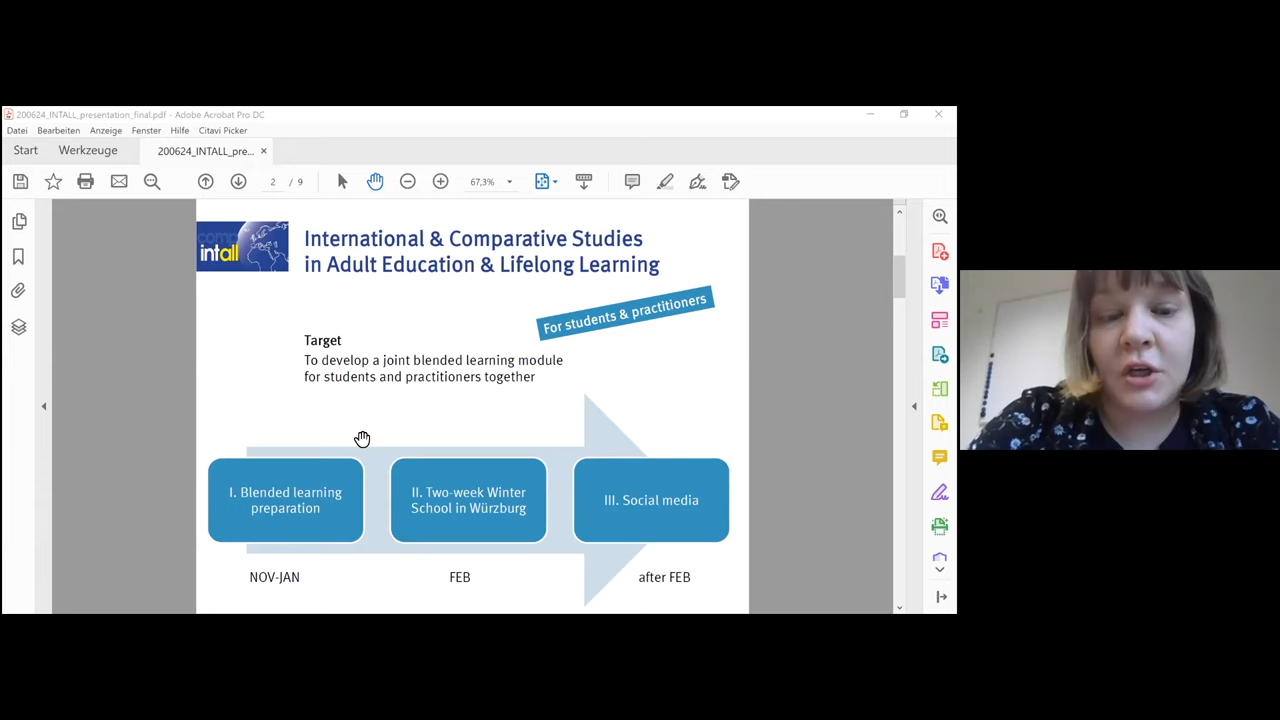 200624_INTALL_presentation_final.pdf - Adobe Acrobat Pro DC
Datei Bearbeiten Anzeige Fenster Hilfe Citavi Picker
Start Werkzeuge 200624_INTALL_pre... ×
2 / 9 67,3%
comp
intall
International & Comparative Studies
in Adult Education & Lifelong Learning
For students & practitioners
Target
To develop a joint blended learning module
for students and practitioners together
I. Blended learning
preparation
II. Two-week Winter
School in Würzburg
III. Social media
NOV-JAN FEB after FEB